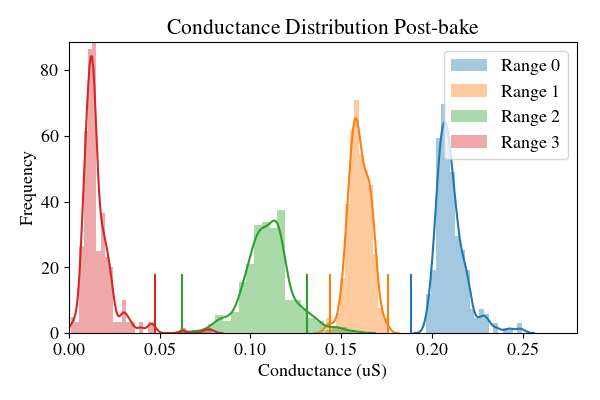 Conductance Distribution Post-bake
Frequency
80
60
40
20
0
Range 0
Range 1
Range 2
Range 3
0.00
0.05
0.10
0.15
0.20
0.25
Conductance (uS)